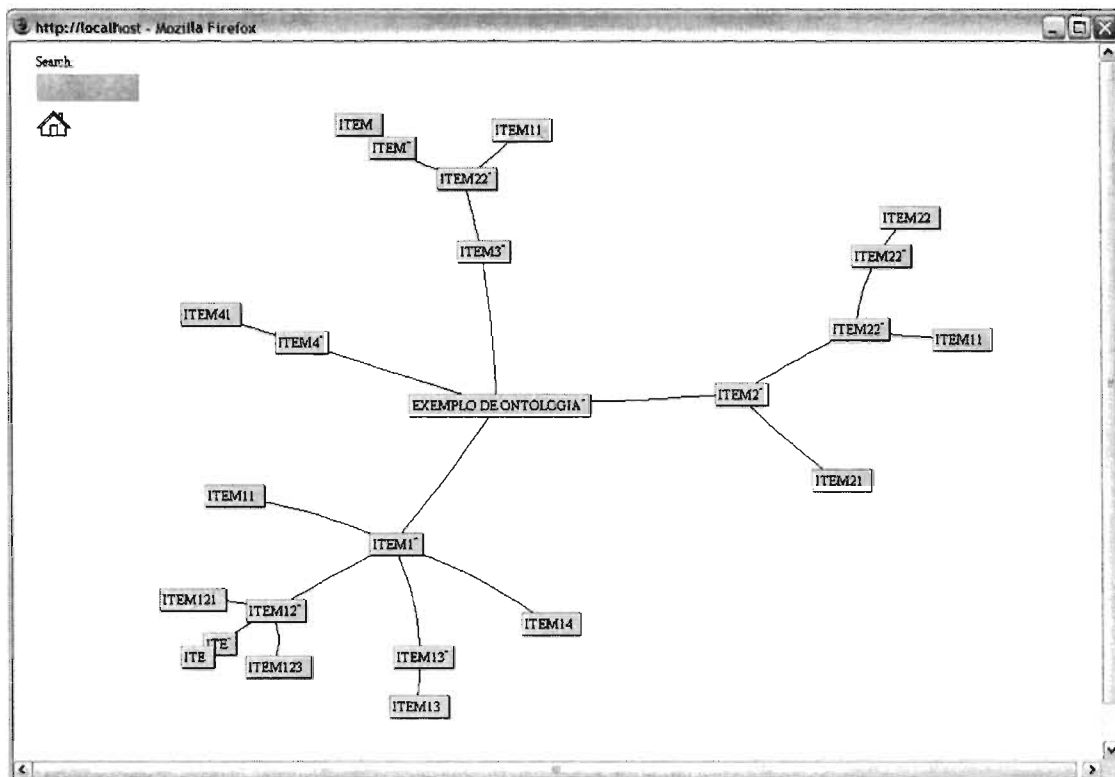 http://localhost - Mozilla Firefox
Search
ITEM
ITEM11
ITEM⁻
ITEM22⁻
ITEM22
ITEM3⁻
ITEM22⁻
ITEM41
ITEM22⁻
ITEM4⁻
ITEM11
ITEM2⁻
EXEMPLO DE ONTOLOGIA⁻
ITEM21
ITEM11
ITEM1⁻
ITEM121
ITEM12⁻
ITEM14
ITE⁻
ITE
ITEM13⁻
ITEM123
ITEM13